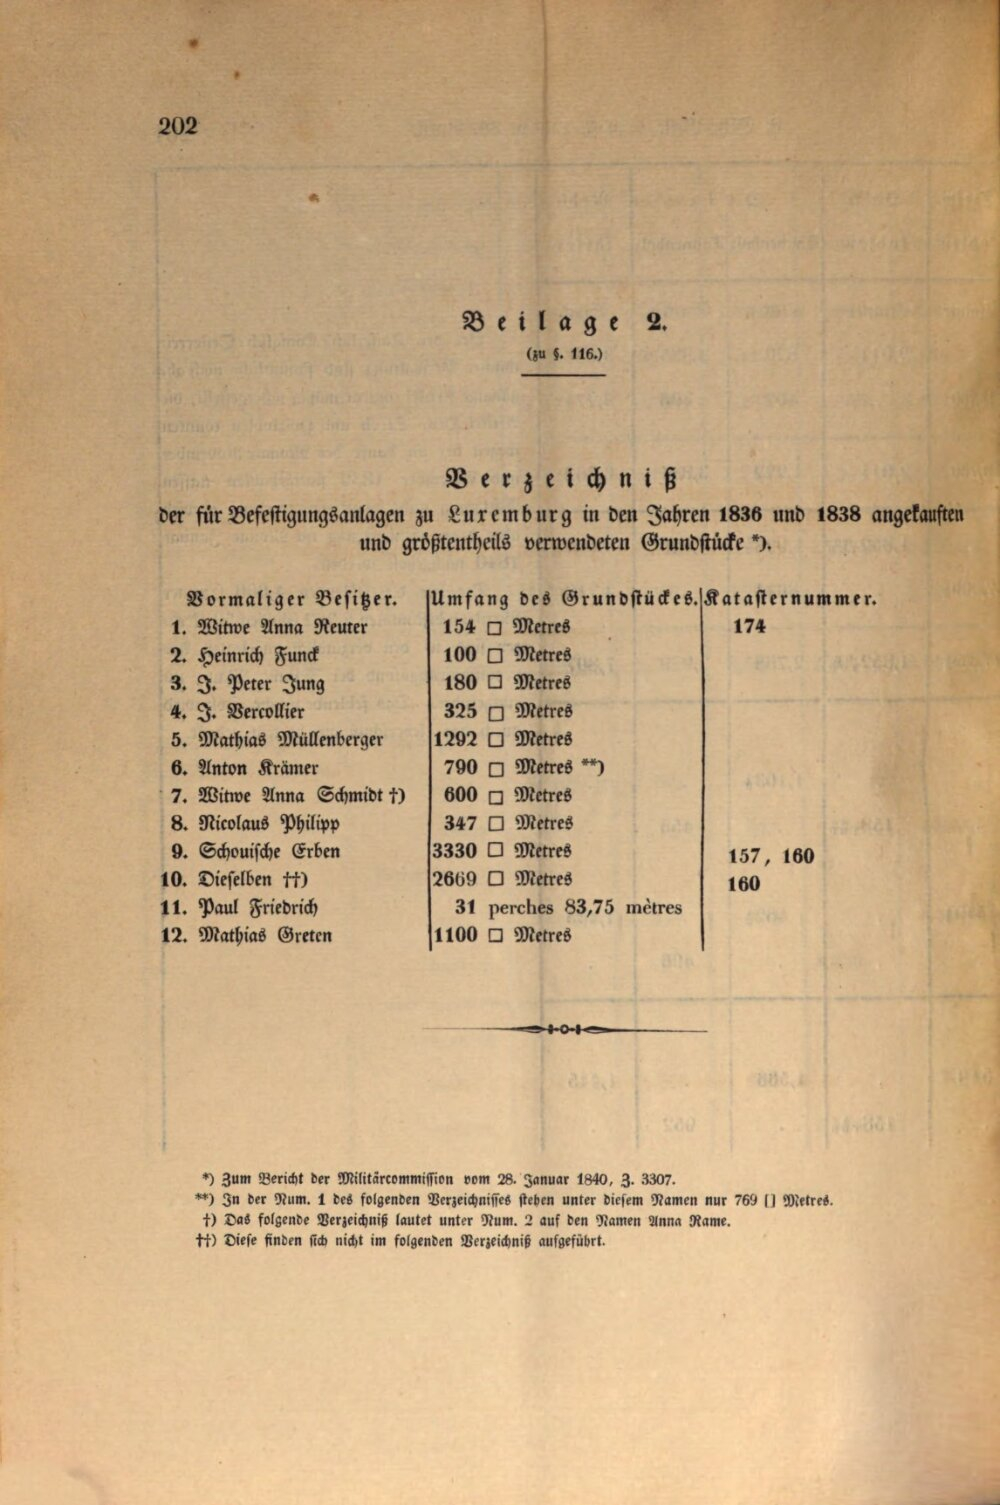 202
Beilage 2.
(zu §. 116.)
Verzeichniß
der für Befestigungsanlagen zu Luxemburg in den Jahren 1836 und 1838 angekauften
und größtentheils verwendeten Grundstücke *).
Vormaliger Besitzer. Umfang des Grundstückes. Katasternummer.
1. Witwe Anna Reuter 154 □ Metres 174
2. Heinrich Funck 100 □ Metres
3. J. Peter Jung 180 □ Metres
4. J. Vercollier 325 □ Metres
5. Mathias Müllenberger 1292 □ Metres
6. Anton Krämer 790 □ Metres **)
7. Witwe Anna Schmidt †) 600 □ Metres
8. Nicolaus Philipp 347 □ Metres
9. Schouische Erben 3330 □ Metres 157, 160
10. Dieselben ††) 2669 □ Metres 160
11. Paul Friedrich 31 perches 83,75 mètres
12. Mathias Greten 1100 □ Metres
*) Zum Bericht der Militärcommission vom 28. Januar 1840, Z. 3307.
**) In der Num. 1 des folgenden Verzeichnisses stehen unter diesem Namen nur 769 [] Metres.
†) Das folgende Verzeichniß lautet unter Num. 2 auf den Namen Anna Rame.
††) Diese finden sich nicht im folgenden Verzeichniß aufgeführt.